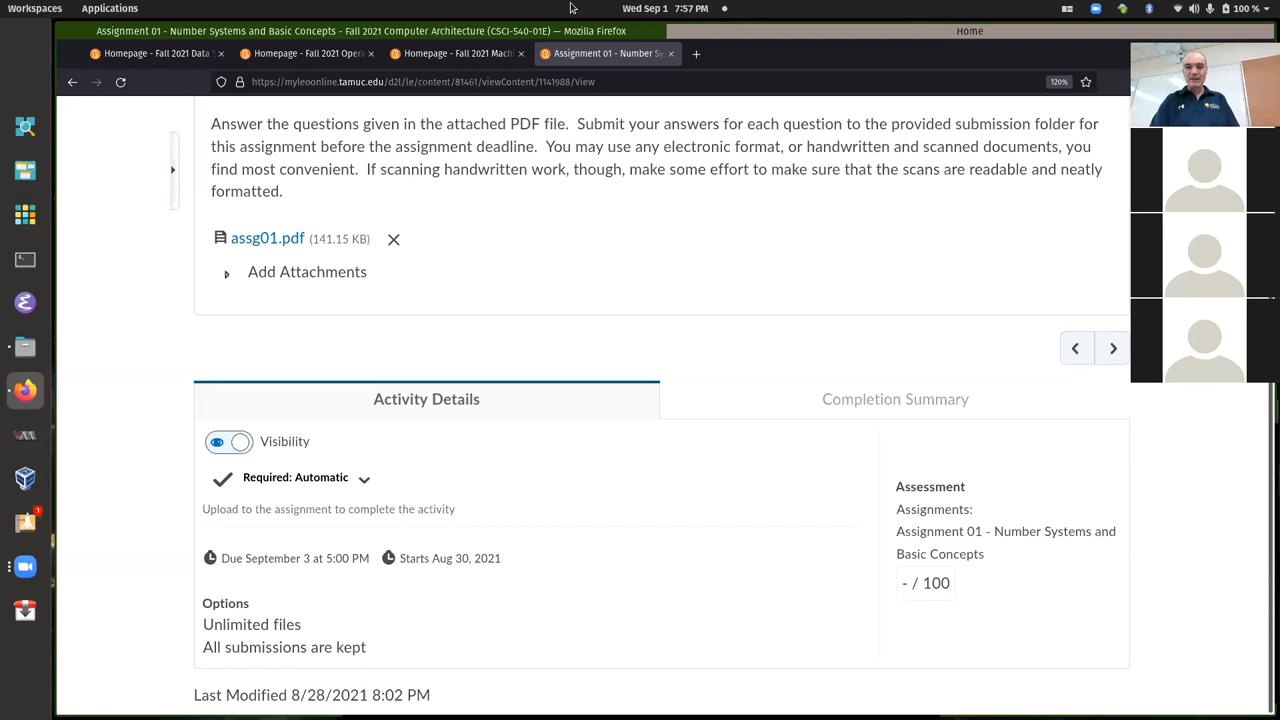 Workspaces Applications Wed Sep 1 7:57 PM 100 %
Assignment 01 - Number Systems and Basic Concepts - Fall 2021 Computer Architecture (CSCI-540-01E) — Mozilla Firefox Home
Homepage - Fall 2021 Data S Homepage - Fall 2021 Opera Homepage - Fall 2021 Machi Assignment 01 - Number Sy
https://myleoonline.tamuc.edu/d2l/le/content/81461/viewContent/1141988/View 120%
Answer the questions given in the attached PDF file. Submit your answers for each question to the provided submission folder for
this assignment before the assignment deadline. You may use any electronic format, or handwritten and scanned documents, you
find most convenient. If scanning handwritten work, though, make some effort to make sure that the scans are readable and neatly
formatted.
assg01.pdf (141.15 KB)
Add Attachments
Activity Details Completion Summary
Visibility
Required: Automatic
Upload to the assignment to complete the activity
Due September 3 at 5:00 PM Starts Aug 30, 2021
Options
Unlimited files
All submissions are kept
Assessment
Assignments:
Assignment 01 - Number Systems and
Basic Concepts
- / 100
Last Modified 8/28/2021 8:02 PM
1